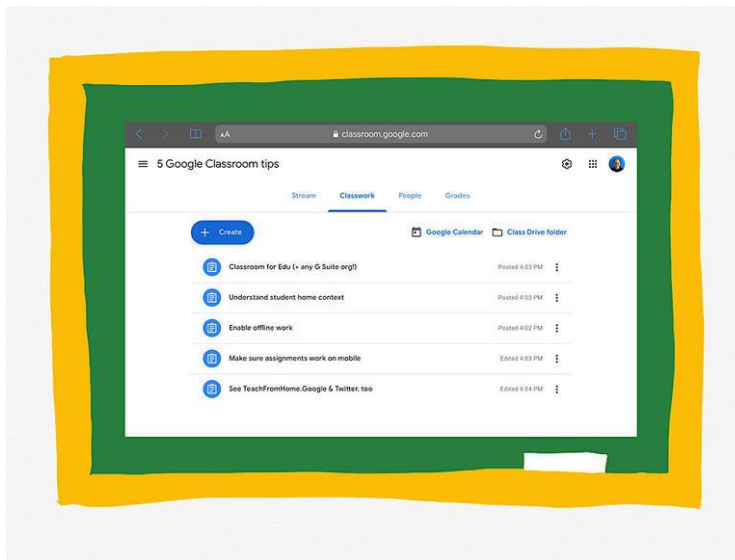 AA classroom.google.com
5 Google Classroom tips
Stream Classwork People Grades
+ Create Google Calendar Class Drive folder
Classroom for Edu (+ any G Suite org!) Posted 4:03 PM
Understand student home context Posted 4:03 PM
Enable offline work Posted 4:02 PM
Make sure assignments work on mobile Edited 4:03 PM
See TeachFromHome.Google & Twitter, too Edited 4:04 PM